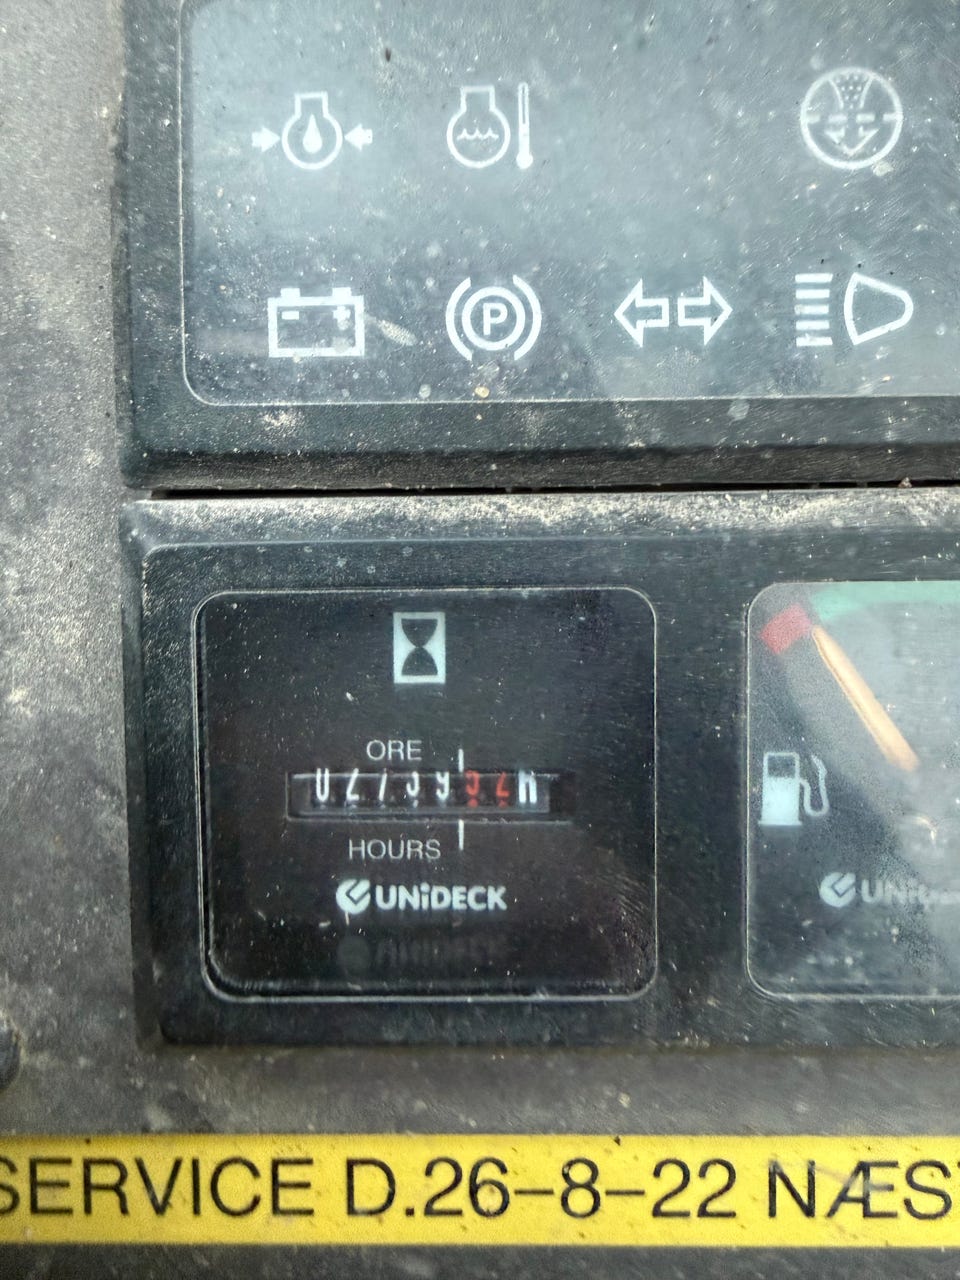 P
ORE
HOURS
UNiDECK
SERVICE D.26-8-22 NÆS